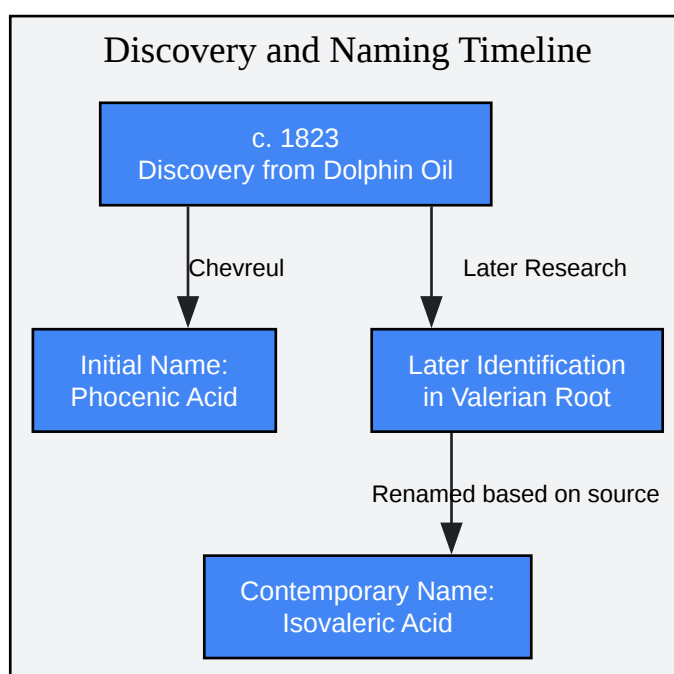 Discovery and Naming Timeline
c. 1823
Discovery from Dolphin Oil
Chevreul
Later Research
Initial Name:
Phocenic Acid
Later Identification
in Valerian Root
Renamed based on source
Contemporary Name:
Isovaleric Acid